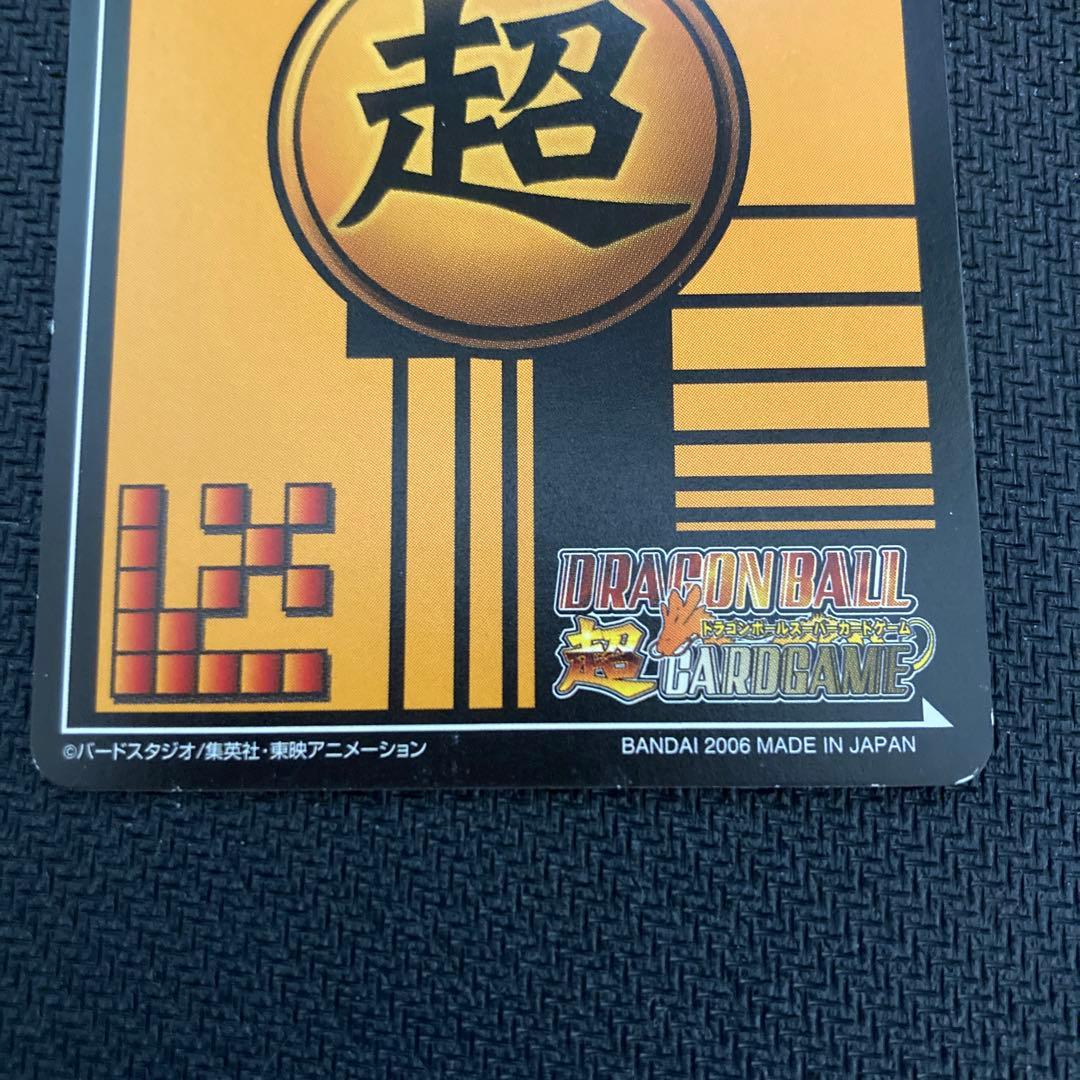 超
DRAGON BALL
ドラゴンボールスーパーカードゲーム
超 CARDGAME
©バードスタジオ/集英社・東映アニメーション
BANDAI 2006 MADE IN JAPAN